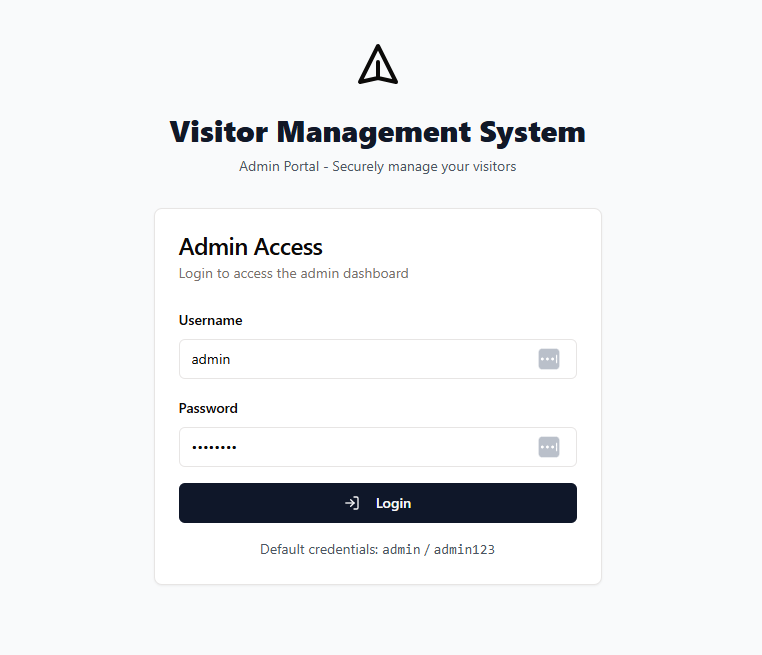 Visitor Management System
Admin Portal - Securely manage your visitors
Admin Access
Login to access the admin dashboard
Username
admin
Password
••••••••
Login
Default credentials: admin / admin123